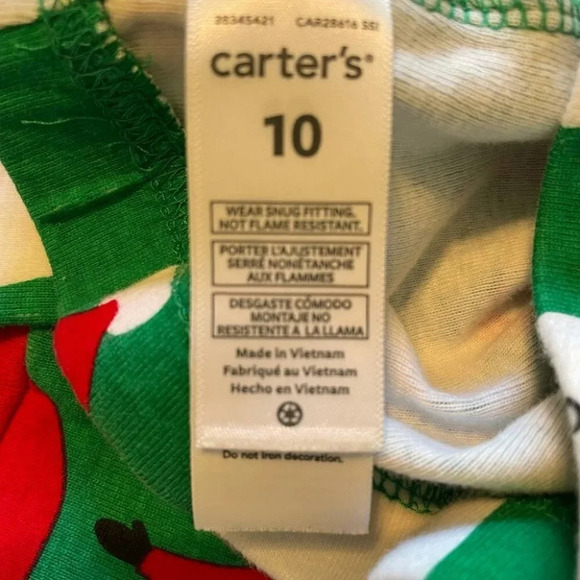 38345421 CAR28616 SS1
carter's®
10
WEAR SNUG FITTING.
NOT FLAME RESISTANT.
PORTER L'AJUSTEMENT
SERRÉ NONÉTANCHE
AUX FLAMMES
DESGASTE CÓMODO
MONTAJE NO
RESISTENTE A LA LLAMA
Made in Vietnam
Fabriqué au Vietnam
Hecho en Vietnam
Do not iron decoration.